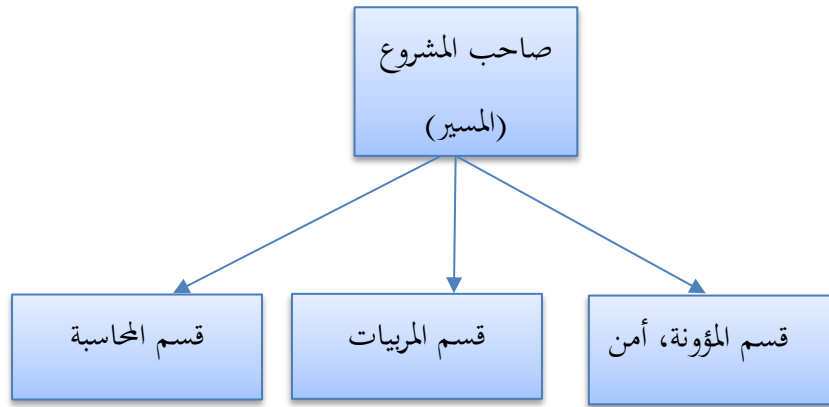 صاحب المشروع
(المسير)
قسم المؤونة، أمن
قسم المربيات
قسم المحاسبة